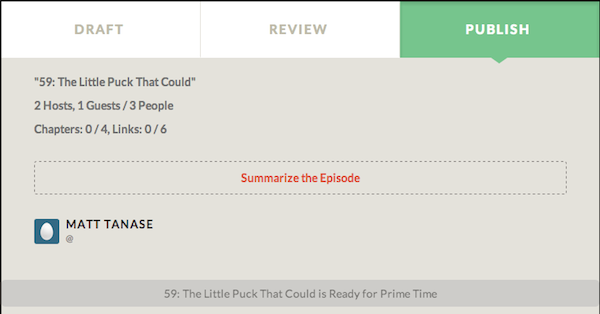 DRAFT
REVIEW
PUBLISH
"59: The Little Puck That Could"
2 Hosts, 1 Guests / 3 People
Chapters: 0 / 4, Links: 0 / 6
Summarize the Episode
MATT TANASE
@
59: The Little Puck That Could is Ready for Prime Time